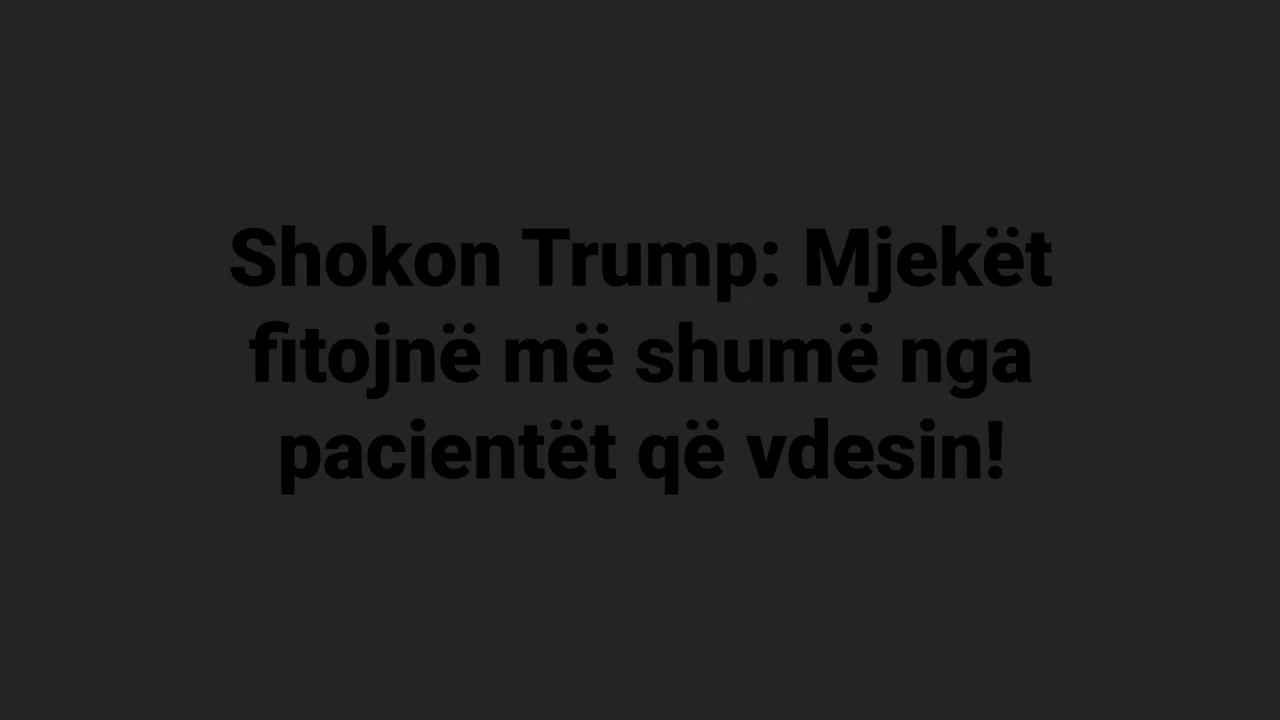 Shokon Trump: Mjekët
fitojnë më shumë nga
pacientët që vdesin!